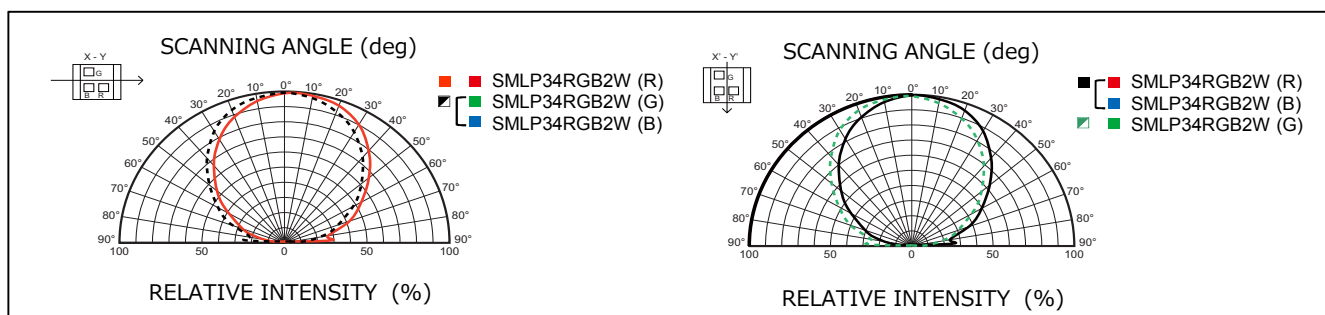 SCANNING ANGLE (deg)
X - Y
G
B R
SMLP34RGB2W (R)
SMLP34RGB2W (G)
SMLP34RGB2W (B)
0°
10° 10°
20° 20°
30° 30°
40° 40°
50° 50°
60° 60°
70° 70°
80° 80°
90° 90°
100 50 0 50 100
RELATIVE INTENSITY (%)
SCANNING ANGLE (deg)
X' - Y'
G
B R
SMLP34RGB2W (R)
SMLP34RGB2W (B)
SMLP34RGB2W (G)
0°
10° 10°
20° 20°
30° 30°
40° 40°
50° 50°
60° 60°
70° 70°
80° 80°
90° 90°
100 50 0 50 100
RELATIVE INTENSITY (%)